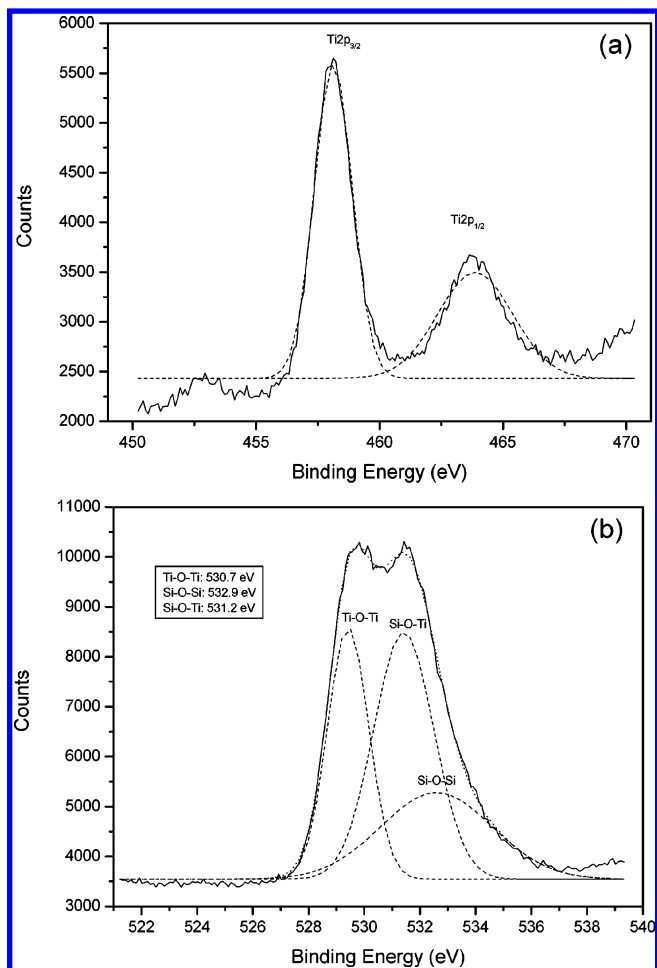 (a)
Ti2p3/2
Ti2p1/2
6000
5500
5000
4500
4000
3500
3000
2500
2000
Counts
450 455 460 465 470
Binding Energy (eV)
(b)
11000
10000
9000
8000
7000
6000
5000
4000
3000
Counts
Ti-O-Ti: 530.7 eV
Si-O-Si: 532.9 eV
Si-O-Ti: 531.2 eV
Ti-O-Ti
Si-O-Ti
Si-O-Si
522 524 526 528 530 532 534 536 538 540
Binding Energy (eV)